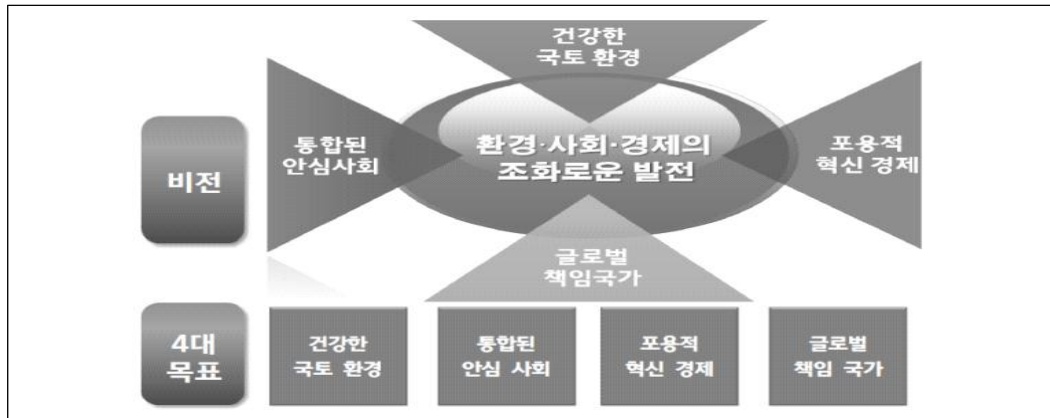 건강한
국토 환경
통합된
안심사회
환경·사회·경제의
조화로운 발전
포용적
혁신 경제
비전
글로벌
책임국가
4대
목표
건강한
국토 환경
통합된
안심 사회
포용적
혁신 경제
글로벌
책임 국가